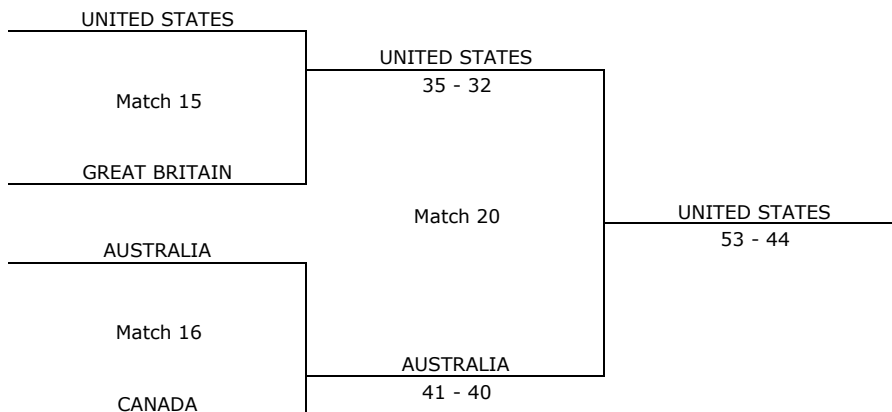 UNITED STATES
UNITED STATES
35 - 32
Match 15
GREAT BRITAIN
Match 20
UNITED STATES
53 - 44
AUSTRALIA
Match 16
AUSTRALIA
41 - 40
CANADA